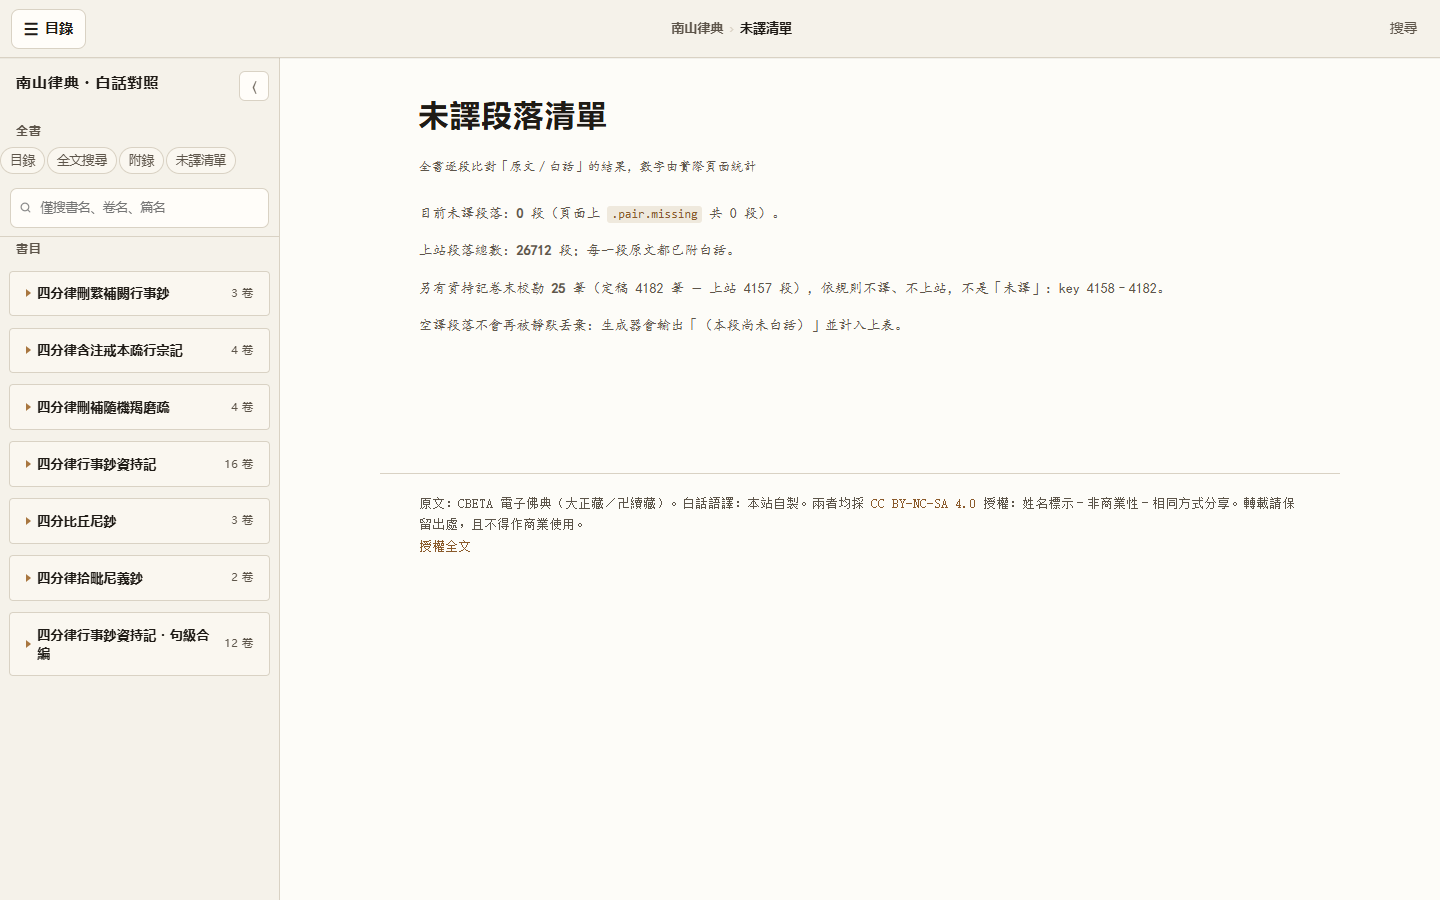 ☰ 目錄
南山律典 › 未譯清單
搜尋
南山律典・白話對照
⟨
全書
目錄 全文搜尋 附錄 未譯清單
僅搜書名、卷名、篇名
書目
四分律刪繁補闕行事鈔 3 卷
四分律含注戒本疏行宗記 4 卷
四分律刪補隨機羯磨疏 4 卷
四分律行事鈔資持記 16 卷
四分比丘尼鈔 3 卷
四分律拾毗尼義鈔 2 卷
四分律行事鈔資持記・句級合編 12 卷
未譯段落清單
全書逐段比對「原文／白話」的結果，數字由實際頁面統計
目前未譯段落：0 段（頁面上 .pair.missing 共 0 段）。
上站段落總數：26712 段；每一段原文都已附白話。
另有資持記卷末校勘 25 筆（定稿 4182 筆 − 上站 4157 段），依規則不譯、不上站，不是「未譯」：key 4158–4182。
空譯段落不會再被靜默丟棄：生成器會輸出「（本段尚未白話）」並計入上表。
原文：CBETA 電子佛典（大正藏／卍續藏）。白話語譯：本站自製。兩者均採 CC BY-NC-SA 4.0 授權：姓名標示－非商業性－相同方式分享。轉載請保
留出處，且不得作商業使用。
授權全文